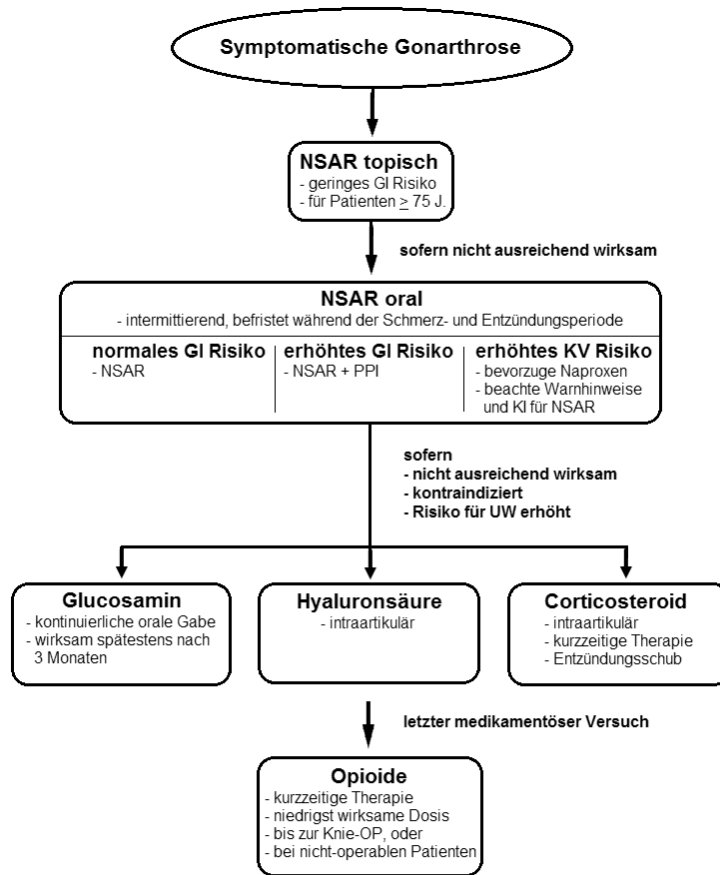 Symptomatische Gonarthrose
NSAR topisch
- geringes GI Risiko
- für Patienten ≥ 75 J.
sofern nicht ausreichend wirksam
NSAR oral
- intermittierend, befristet während der Schmerz- und Entzündungsperiode
normales GI Risiko
- NSAR
erhöhtes GI Risiko
- NSAR + PPI
erhöhtes KV Risiko
- bevorzuge Naproxen
- beachte Warnhinweise
und KI für NSAR
sofern
- nicht ausreichend wirksam
- kontraindiziert
- Risiko für UW erhöht
Glucosamin
- kontinuierliche orale Gabe
- wirksam spätestens nach
3 Monaten
Hyaluronsäure
- intraartikulär
Corticosteroid
- intraartikulär
- kurzzeitige Therapie
- Entzündungsschub
letzter medikamentöser Versuch
Opioide
- kurzzeitige Therapie
- niedrigst wirksame Dosis
- bis zur Knie-OP, oder
- bei nicht-operablen Patienten